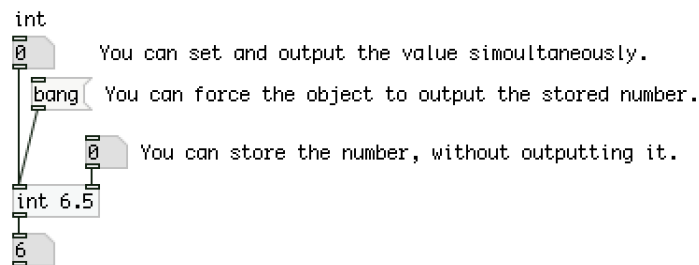 int
0 You can set and output the value simoultaneously.
bang You can force the object to output the stored number.
0 You can store the number, without outputting it.
int 6.5
6